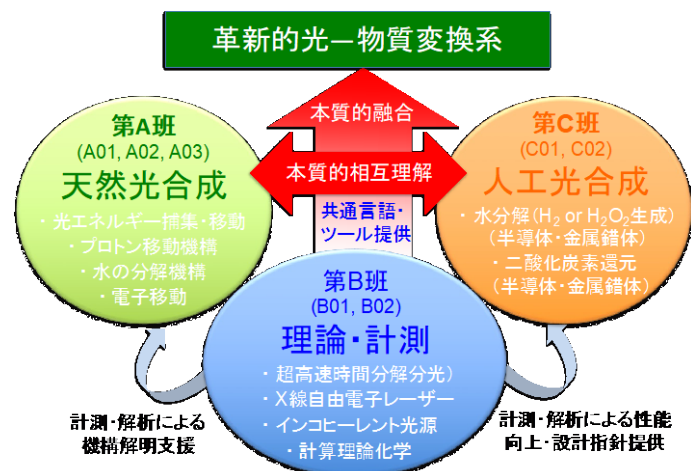 革新的光―物質変換系
本質的融合
第A班
(A01, A02, A03)
天然光合成
・光エネルギー捕集・移動
・プロトン移動機構
・水の分解機構
・電子移動
本質的相互理解
共通言語・
ツール提供
第C班
(C01, C02)
人工光合成
・水分解(H₂ or H₂O₂生成)
(半導体・金属錯体)
・二酸化炭素還元
(半導体・金属錯体)
第B班
(B01, B02)
理論・計測
・超高速時間分解分光)
・X線自由電子レーザー
・インコヒーレント光源
・計算理論化学
計測・解析による
機構解明支援
計測・解析による性能
向上・設計指針提供